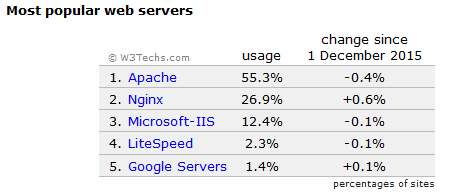 Most popular web servers
© W3Techs.com usage change since 1 December 2015
1. Apache 55.3% -0.4%
2. Nginx 26.9% +0.6%
3. Microsoft-IIS 12.4% -0.1%
4. LiteSpeed 2.3% -0.1%
5. Google Servers 1.4% +0.1%
percentages of sites